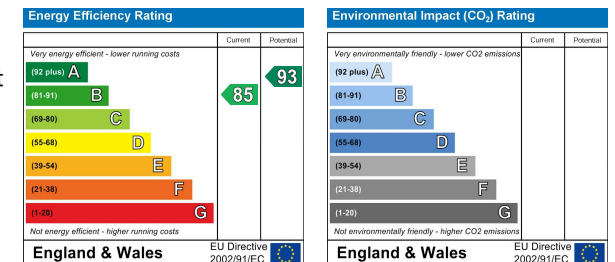 Energy Efficiency Rating
Current Potential
Very energy efficient - lower running costs
(92 plus) A
(81-91) B
(69-80) C
(55-68) D
(39-54) E
(21-38) F
(1-20) G
85
93
Not energy efficient - higher running costs
England & Wales
EU Directive
2002/91/EC
Environmental Impact (CO₂) Rating
Current Potential
Very environmentally friendly - lower CO2 emissions
(92 plus) A
(81-91) B
(69-80) C
(55-68) D
(39-54) E
(21-38) F
(1-20) G
Not environmentally friendly - higher CO2 emissions
England & Wales
EU Directive
2002/91/EC